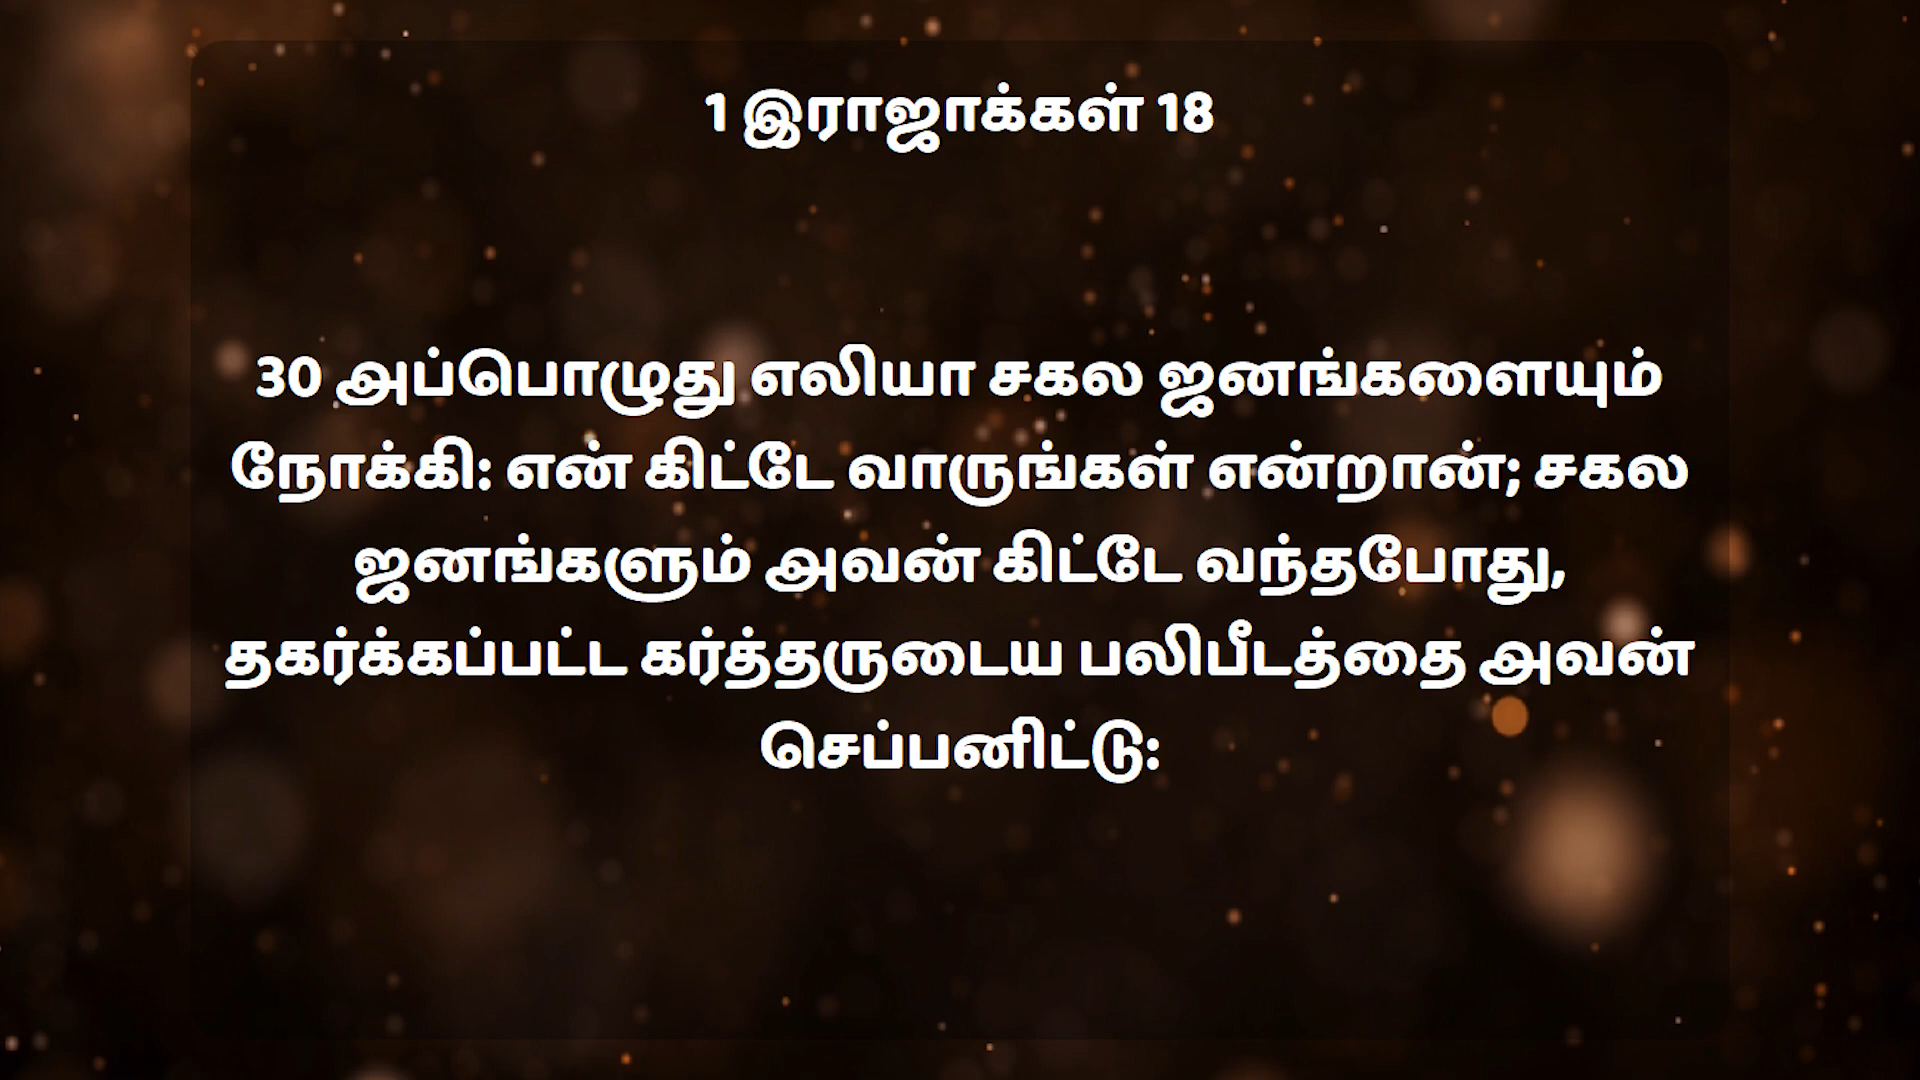 1 இராஜாக்கள் 18
30 அப்பொழுது எலியா சகல ஜனங்களையும்
நோக்கி: என் கிட்டே வாருங்கள் என்றான்; சகல
ஜனங்களும் அவன் கிட்டே வந்தபோது,
தகர்க்கப்பட்ட கர்த்தருடைய பலிபீடத்தை அவன்
செப்பனிட்டு: